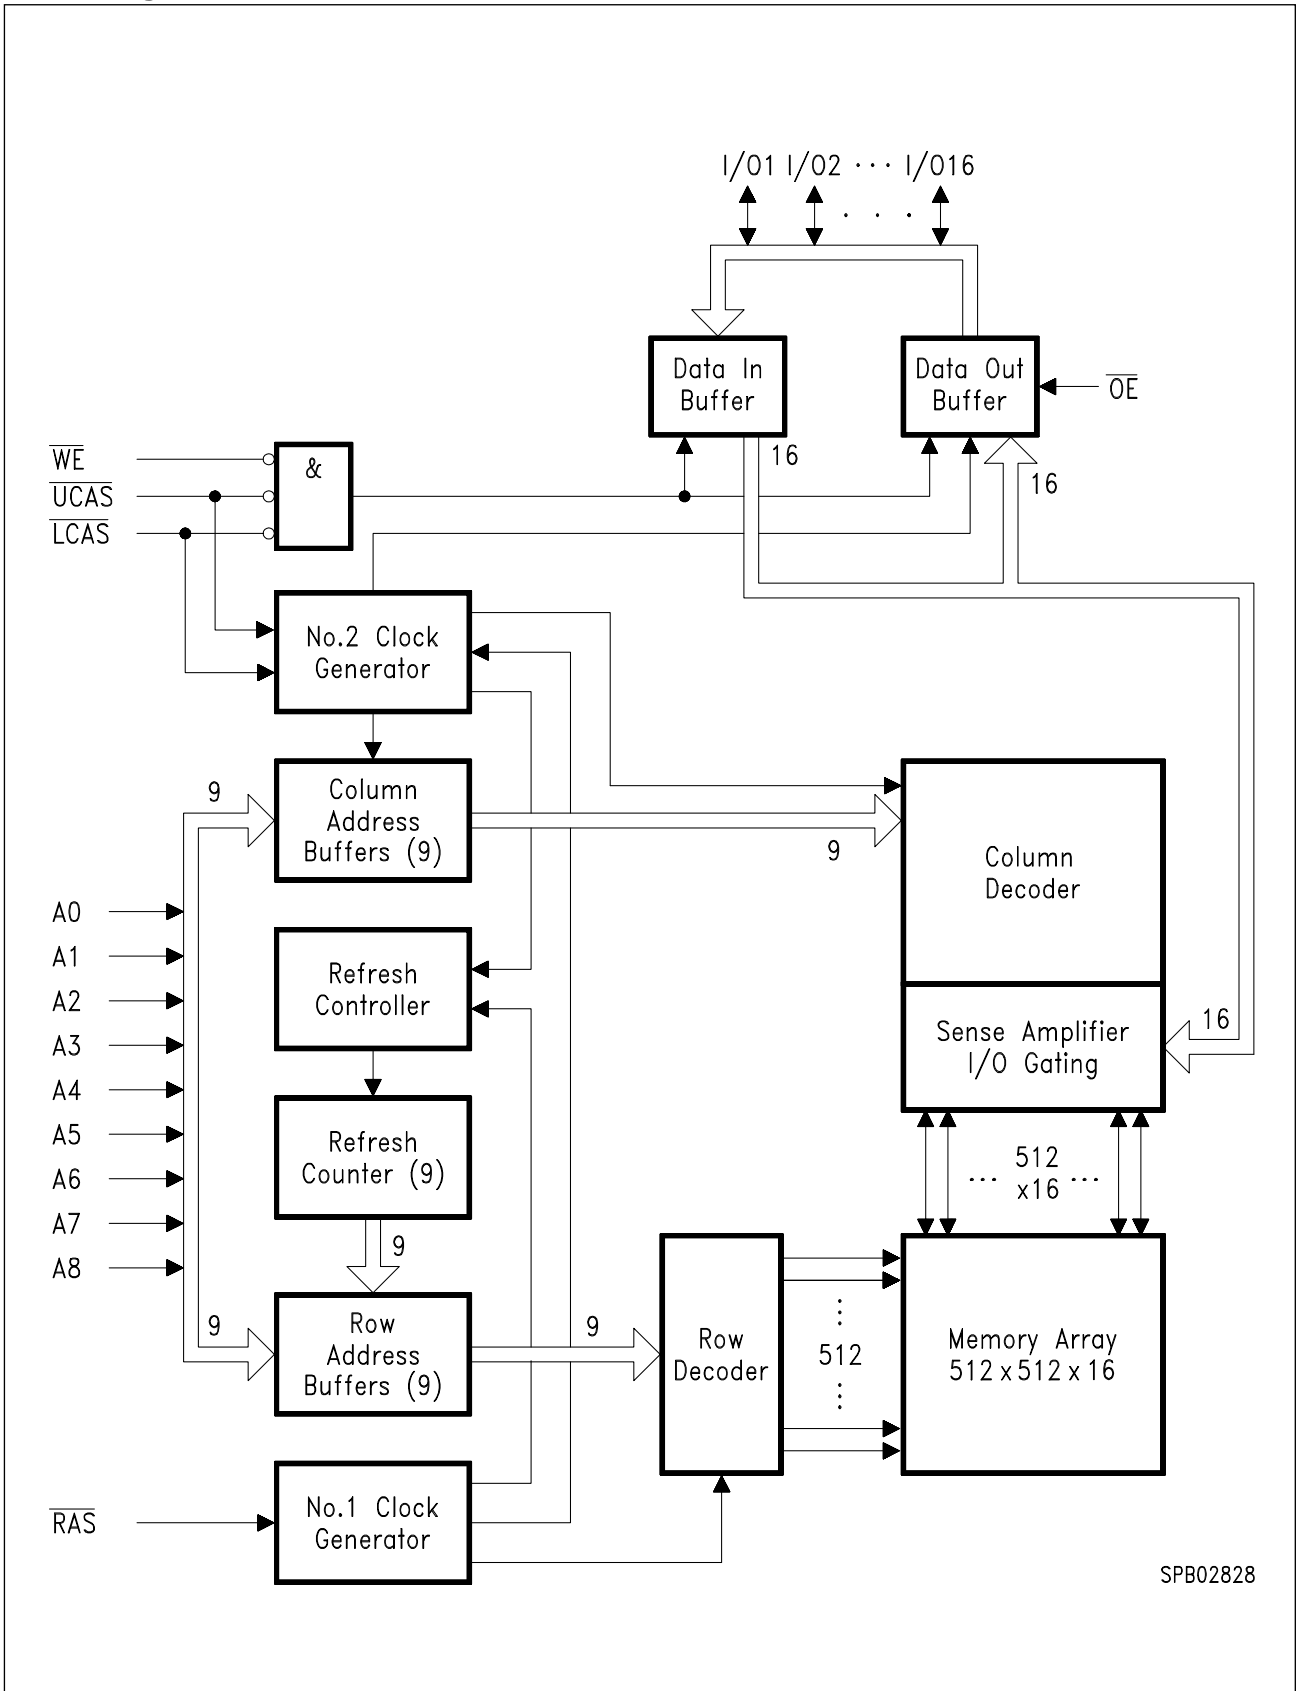 I/O1 I/O2 ··· I/O16
Data In
Buffer
Data Out
Buffer
OE
16
16
WE
UCAS
LCAS
&
No.2 Clock
Generator
9
Column
Address
Buffers (9)
9
Column
Decoder
A0
A1
A2
A3
A4
A5
A6
A7
A8
Refresh
Controller
Sense Amplifier
I/O Gating
16
Refresh
Counter (9)
9
··· 512 ···
x16
9
Row
Address
Buffers (9)
9
Row
Decoder
512
Memory Array
512 x 512 x 16
RAS
No.1 Clock
Generator
SPB02828